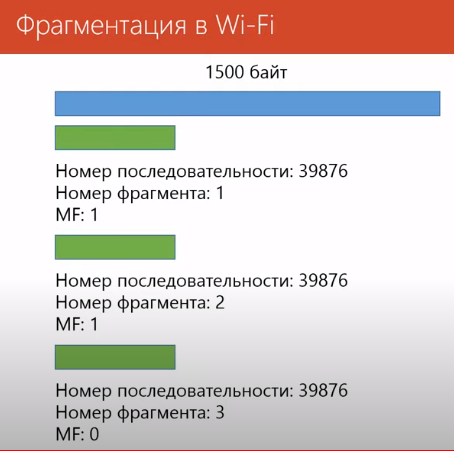 Фрагментация в Wi-Fi
1500 байт
Номер последовательности: 39876
Номер фрагмента: 1
MF: 1
Номер последовательности: 39876
Номер фрагмента: 2
MF: 1
Номер последовательности: 39876
Номер фрагмента: 3
MF: 0